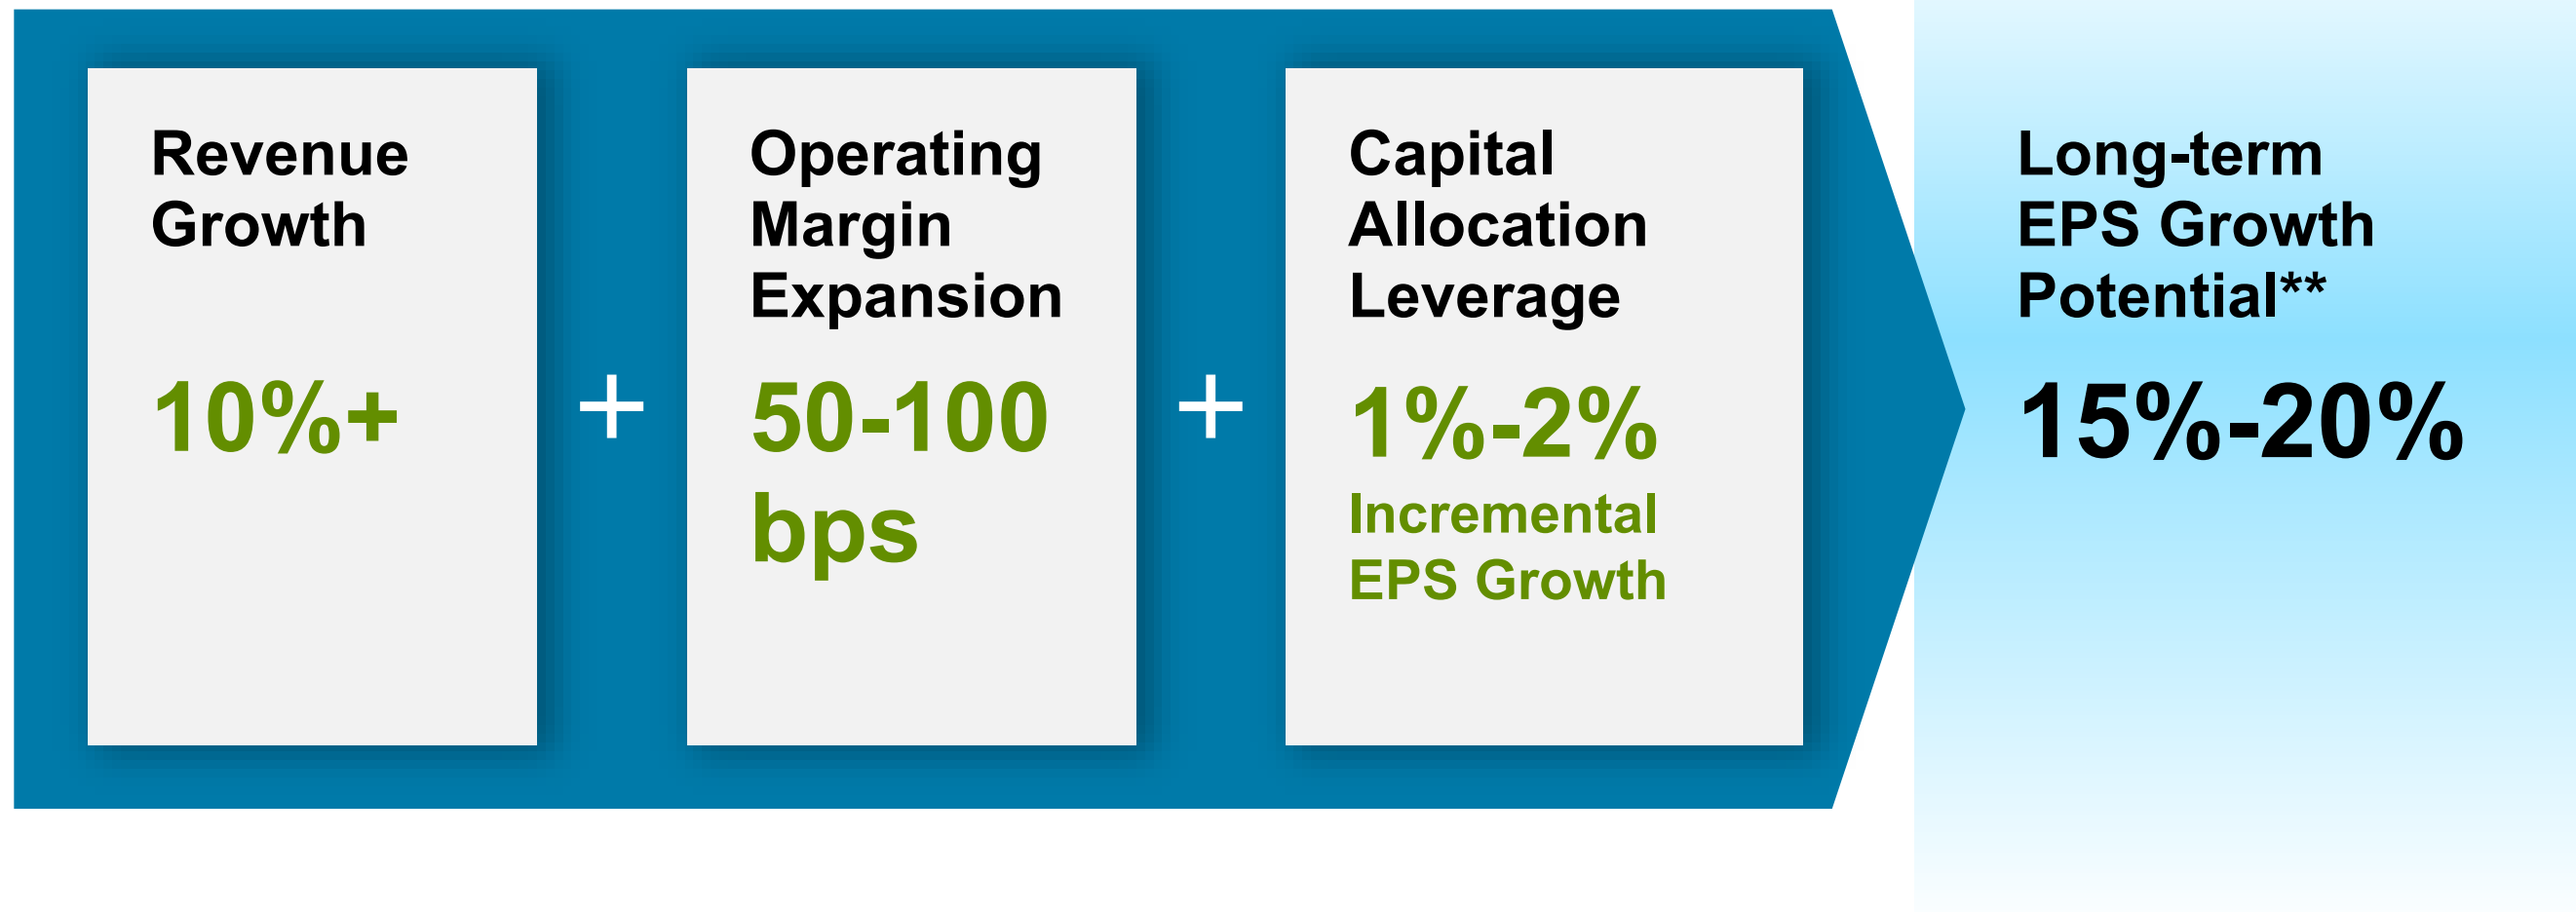 Revenue
Growth
10%+
+
Operating
Margin
Expansion
50-100
bps
+
Capital
Allocation
Leverage
1%-2%
Incremental
EPS Growth
Long-term
EPS Growth
Potential**
15%-20%